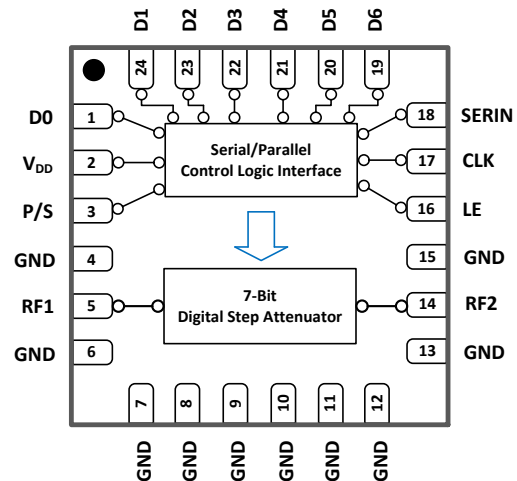 D1 D2 D3 D4 D5 D6
24 23 22 21 20 19
D0 1
V_DD 2
P/S 3
GND 4
RF1 5
GND 6
Serial/Parallel
Control Logic Interface
7-Bit
Digital Step Attenuator
18 SERIN
17 CLK
16 LE
15 GND
14 RF2
13 GND
7 8 9 10 11 12
GND GND GND GND GND GND